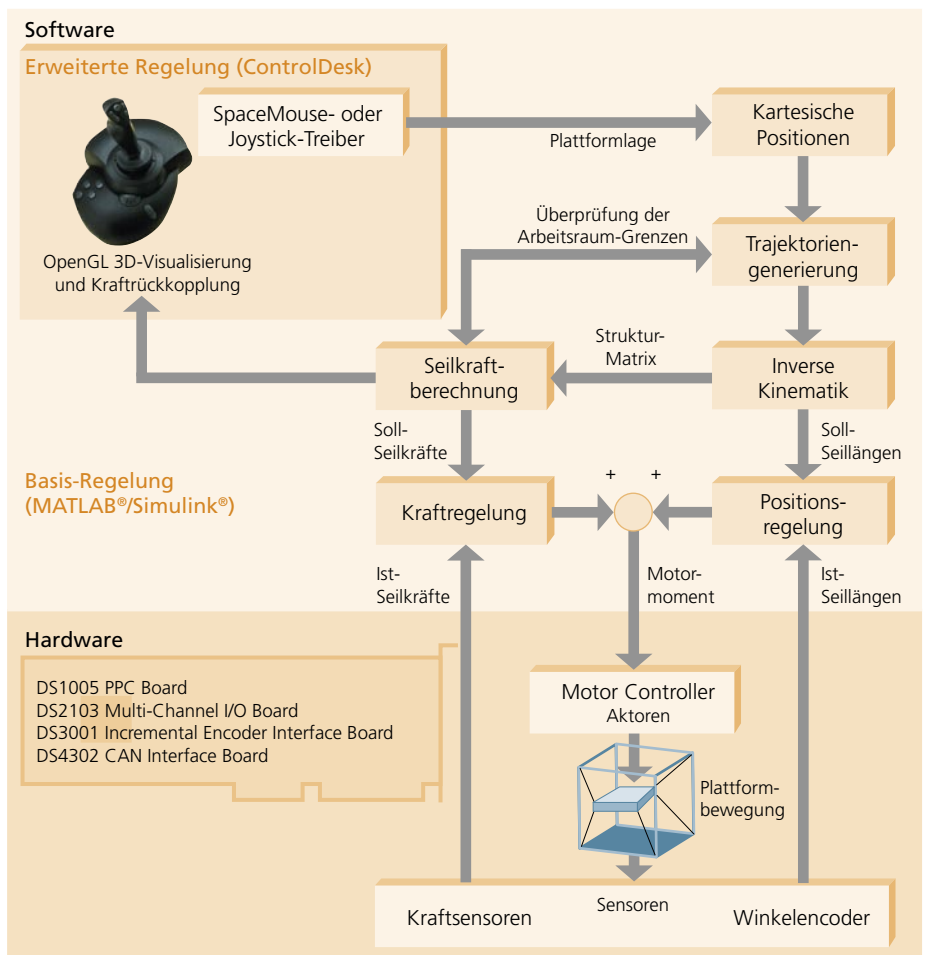 Software
Erweiterte Regelung (ControlDesk)
SpaceMouse- oder
Joystick-Treiber
Plattformlage
Kartesische
Positionen
OpenGL 3D-Visualisierung
und Kraftrückkopplung
Überprüfung der
Arbeitsraum-Grenzen
Trajektorien-
generierung
Seilkraft-
berechnung
Struktur-
Matrix
Inverse
Kinematik
Soll-
Seilkräfte
Soll-
Seillängen
Basis-Regelung
(MATLAB®/Simulink®)
Kraftregelung
+ +
Positions-
regelung
Ist-
Seilkräfte
Motor-
moment
Ist-
Seillängen
Hardware
DS1005 PPC Board
DS2103 Multi-Channel I/O Board
DS3001 Incremental Encoder Interface Board
DS4302 CAN Interface Board
Motor Controller
Aktoren
Plattform-
bewegung
Kraftsensoren
Sensoren
Winkelencoder